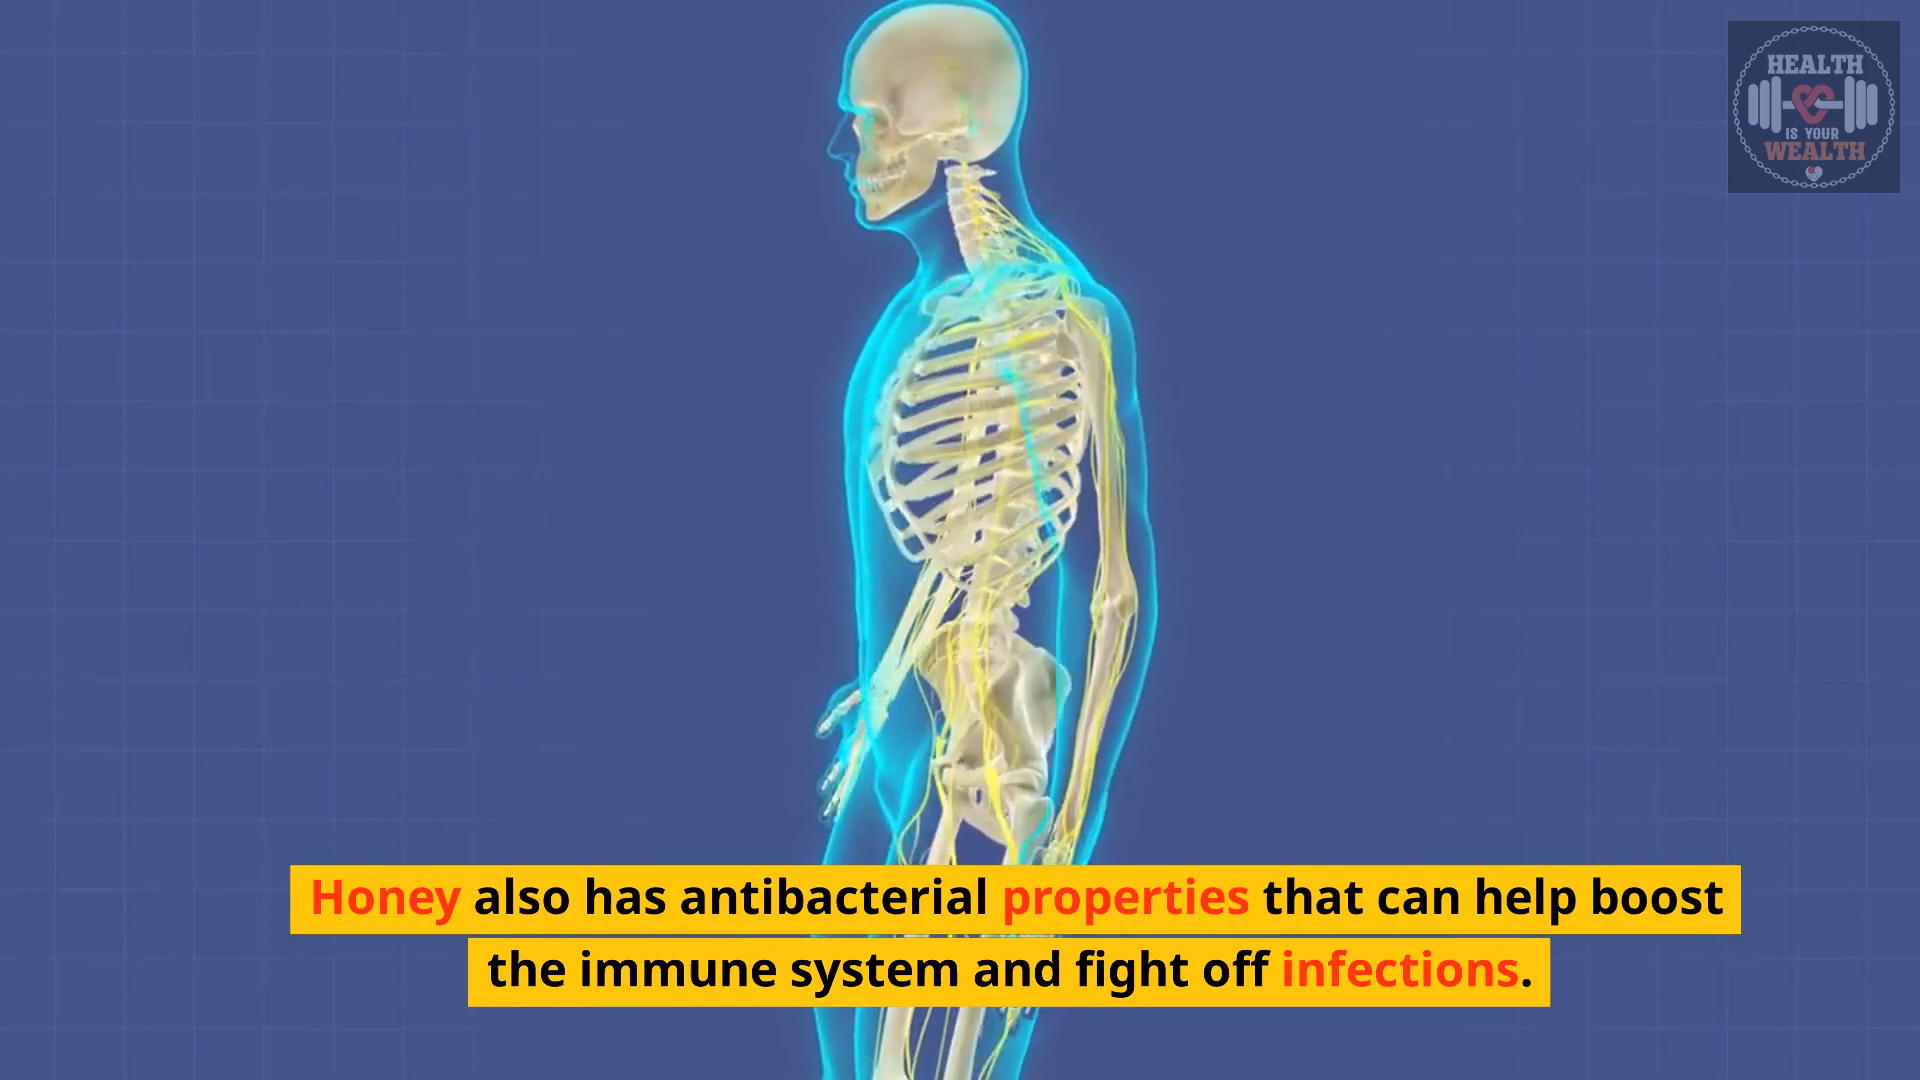 HEALTH
IS YOUR
WEALTH
Honey also has antibacterial properties that can help boost
the immune system and fight off infections.